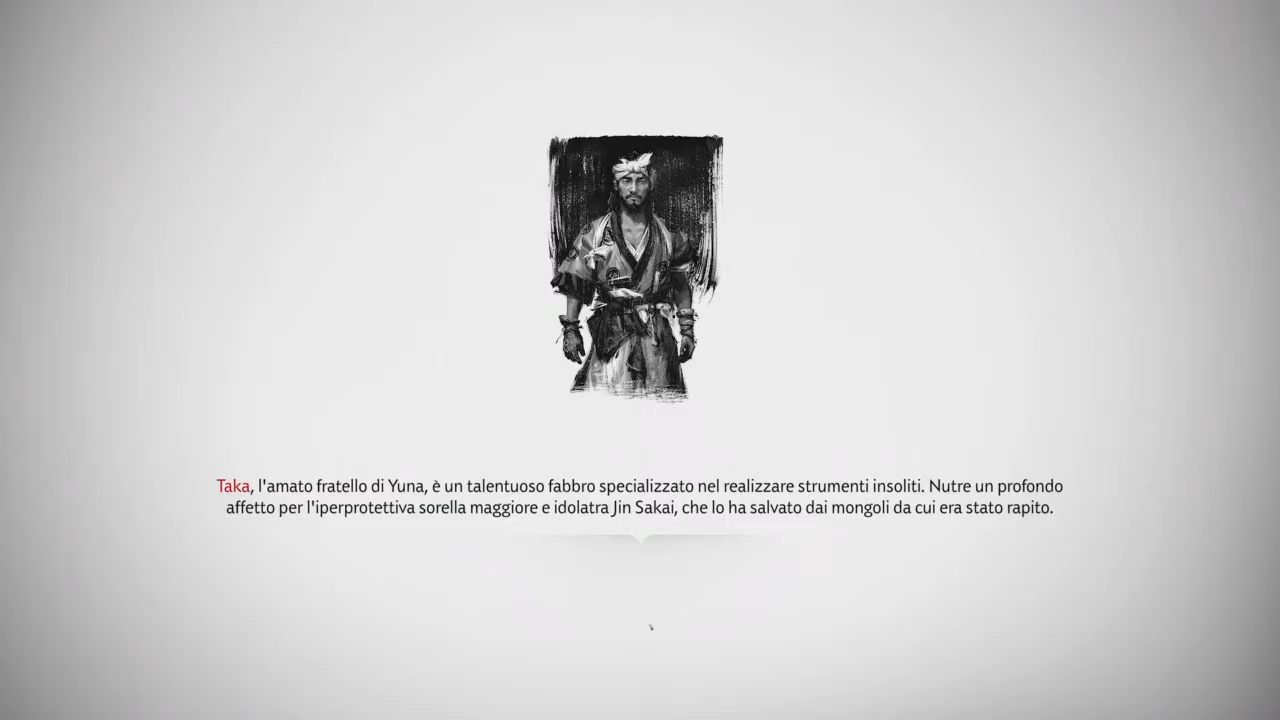 Taka, l'amato fratello di Yuna, è un talentuoso fabbro specializzato nel realizzare strumenti insoliti. Nutre un profondo
affetto per l'iperprotettiva sorella maggiore e idolatra Jin Sakai, che lo ha salvato dai mongoli da cui era stato rapito.